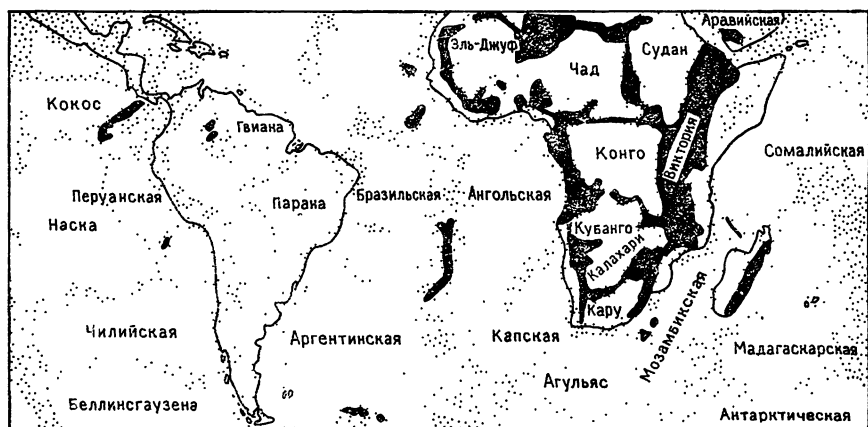 Аравийская
Эль-Джуф
Судан
Чад
Кокос
Гвиана
Виктория
Конго
Сомалийская
Перуанская
Парана
Бразильская
Ангольская
Наска
Кубанго
Калахари
Кару
Мозамбикская
Чилийская
Аргентинская
Капская
Мадагаскарская
Агульяс
Беллинсгаузена
Антарктическая